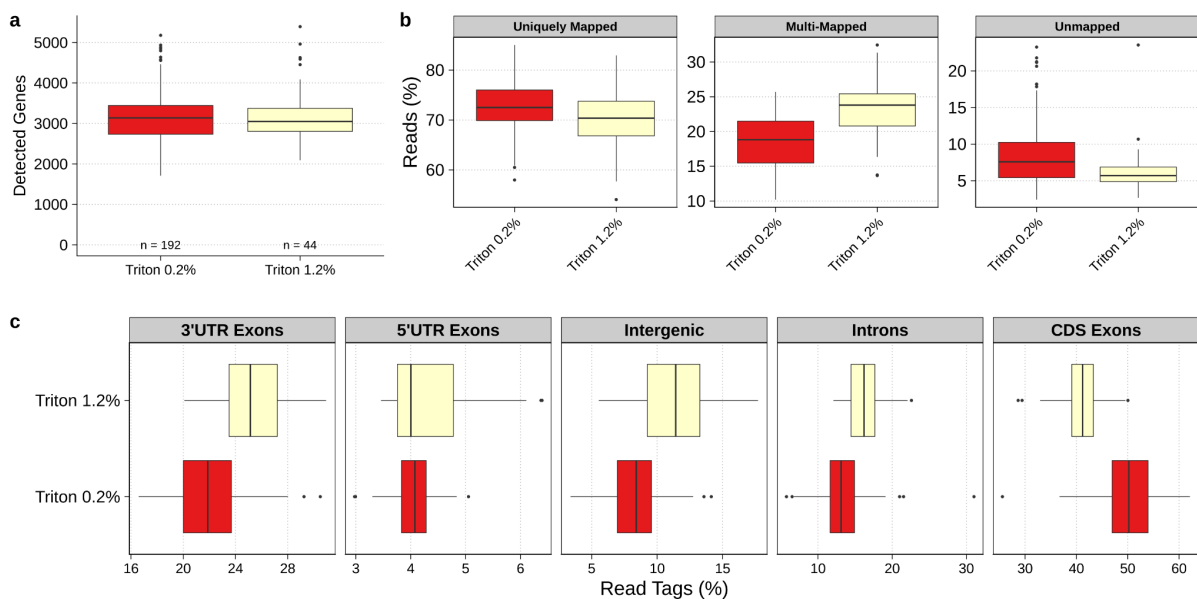 a
Detected Genes
5000
4000
3000
2000
1000
0
n = 192
n = 44
Triton 0.2%
Triton 1.2%
b
Reads (%)
Uniquely Mapped
80
70
60
Triton 0.2%
Triton 1.2%
Multi-Mapped
30
25
20
15
10
Triton 0.2%
Triton 1.2%
Unmapped
20
15
10
5
Triton 0.2%
Triton 1.2%
c
3'UTR Exons
5'UTR Exons
Intergenic
Introns
CDS Exons
Triton 1.2%
Triton 0.2%
16 20 24 28
3 4 5 6
5 10 15
10 20 30
30 40 50 60
Read Tags (%)